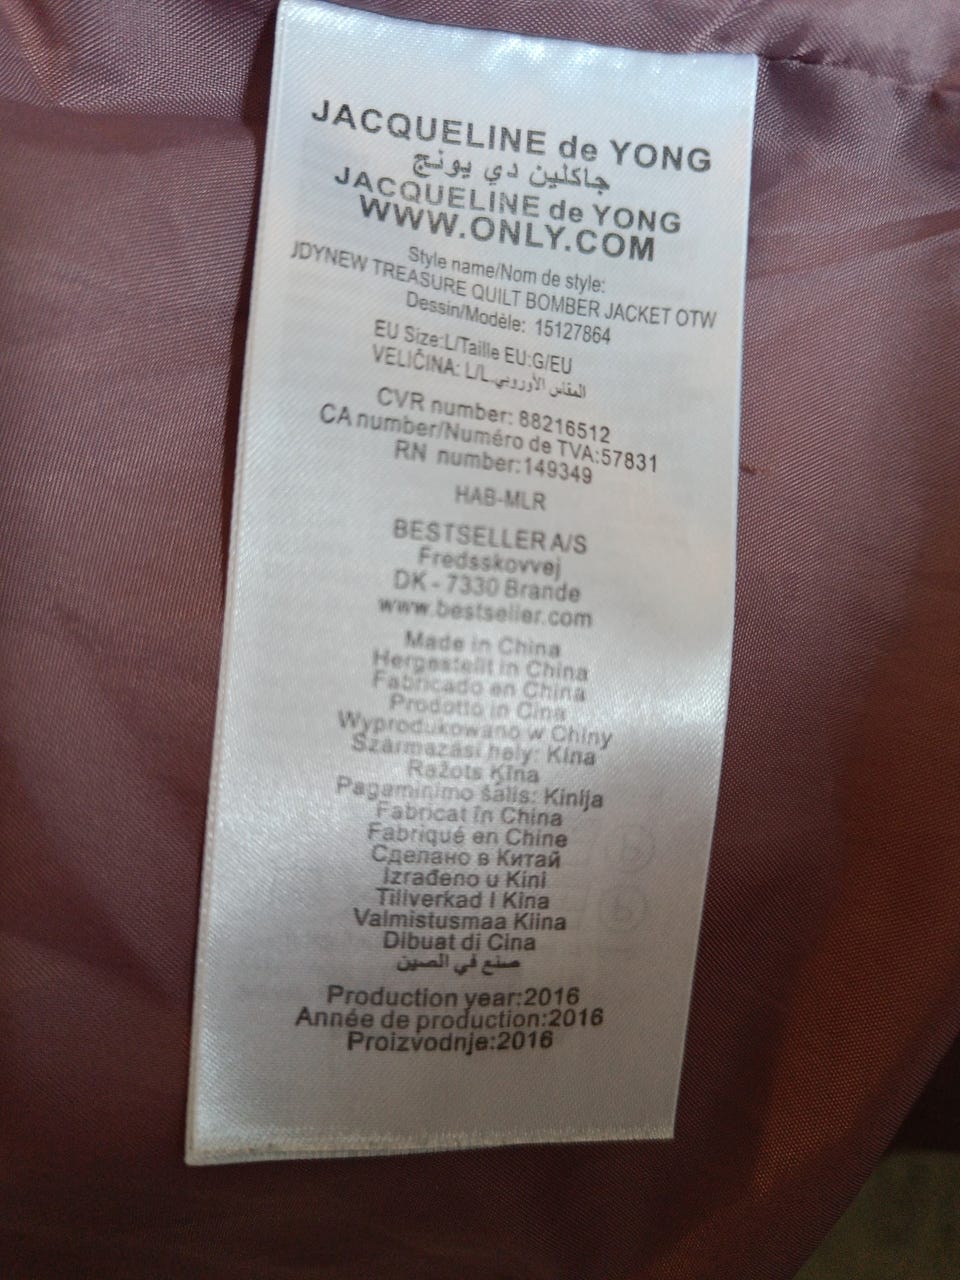 JACQUELINE de YONG
جاكلين دي يونج
JACQUELINE de YONG
WWW.ONLY.COM
Style name/Nom de style:
JDYNEW TREASURE QUILT BOMBER JACKET OTW
Dessin/Modèle: 15127864
EU Size:L/Taille EU:G/EU
VELIČINA: L/L المقاس الأوروبي
CVR number: 88216512
CA number/Numéro de TVA:57831
RN number:149349
HAB-MLR
BESTSELLER A/S
Fredsskovvej
DK - 7330 Brande
www.bestseller.com
Made in China
Hergestellt in China
Fabricado en China
Prodotto in Cina
Wyprodukowano w Chiny
Származási hely: Kína
Ražots Ķīna
Pagaminimo šalis: Kinija
Fabricat în China
Fabriqué en Chine
Сделано в Китай
Izrađeno u Kini
Tillverkad I Kina
Valmistusmaa Kiina
Dibuat di Cina
صنع في الصين
Production year:2016
Année de production:2016
Proizvodnje:2016